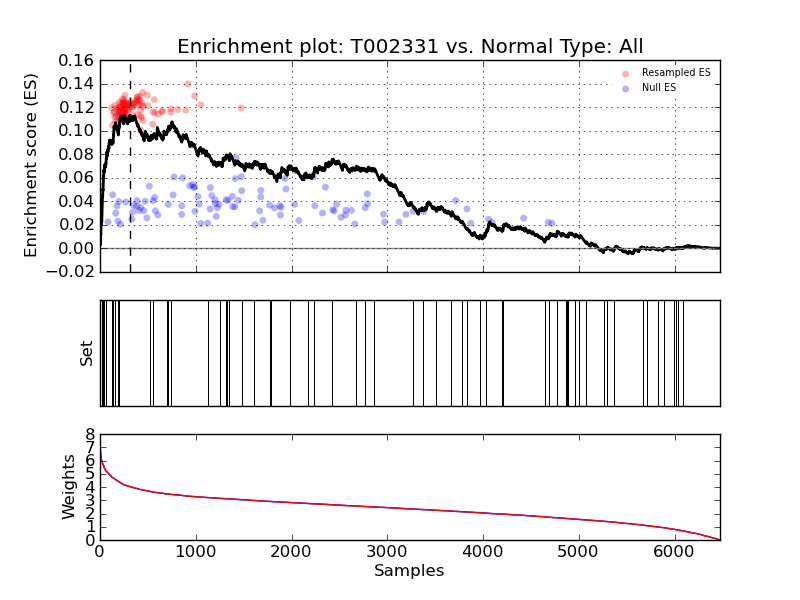 Enrichment plot: T002331 vs. Normal Type: All
Enrichment score (ES)
0.16
0.14
0.12
0.10
0.08
0.06
0.04
0.02
0.00
−0.02
Resampled ES
Null ES
Set
Weights
8
7
6
5
4
3
2
1
0
0 1000 2000 3000 4000 5000 6000
Samples